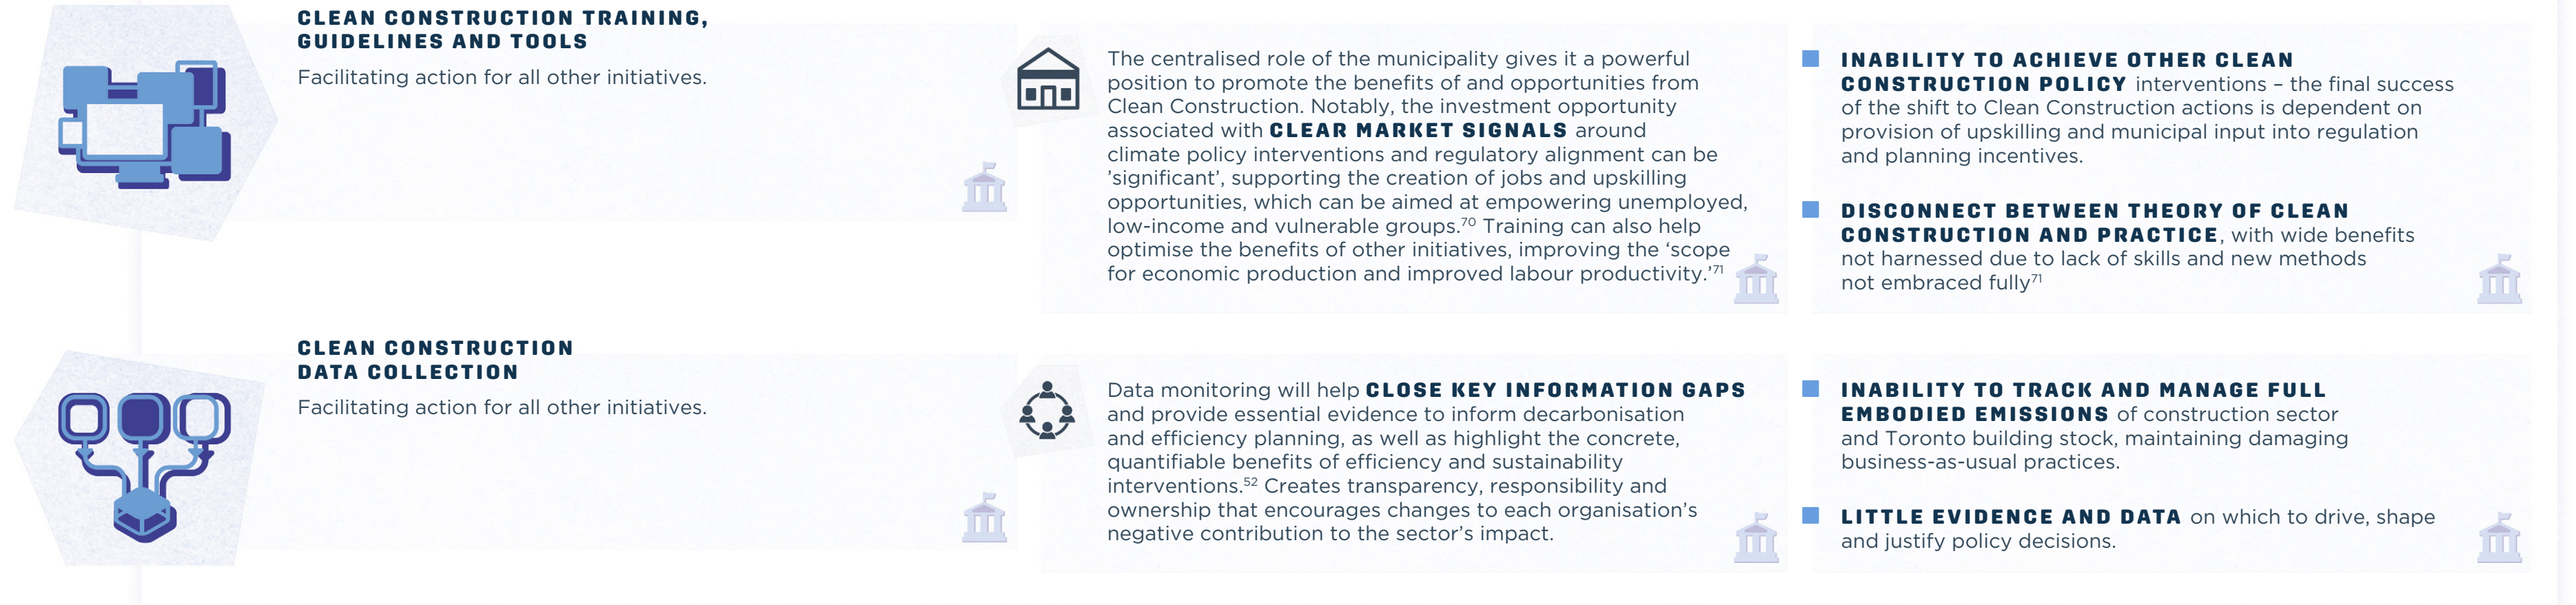 CLEAN CONSTRUCTION TRAINING,
GUIDELINES AND TOOLS
Facilitating action for all other initiatives.
The centralised role of the municipality gives it a powerful
position to promote the benefits of and opportunities from
Clean Construction. Notably, the investment opportunity
associated with CLEAR MARKET SIGNALS around
climate policy interventions and regulatory alignment can be
’significant’, supporting the creation of jobs and upskilling
opportunities, which can be aimed at empowering unemployed,
low-income and vulnerable groups.70 Training can also help
optimise the benefits of other initiatives, improving the ‘scope
for economic production and improved labour productivity.’71
INABILITY TO ACHIEVE OTHER CLEAN
CONSTRUCTION POLICY interventions – the final success
of the shift to Clean Construction actions is dependent on
provision of upskilling and municipal input into regulation
and planning incentives.
DISCONNECT BETWEEN THEORY OF CLEAN
CONSTRUCTION AND PRACTICE, with wide benefits
not harnessed due to lack of skills and new methods
not embraced fully71
CLEAN CONSTRUCTION
DATA COLLECTION
Facilitating action for all other initiatives.
Data monitoring will help CLOSE KEY INFORMATION GAPS
and provide essential evidence to inform decarbonisation
and efficiency planning, as well as highlight the concrete,
quantifiable benefits of efficiency and sustainability
interventions.52 Creates transparency, responsibility and
ownership that encourages changes to each organisation’s
negative contribution to the sector’s impact.
INABILITY TO TRACK AND MANAGE FULL
EMBODIED EMISSIONS of construction sector
and Toronto building stock, maintaining damaging
business-as-usual practices.
LITTLE EVIDENCE AND DATA on which to drive, shape
and justify policy decisions.